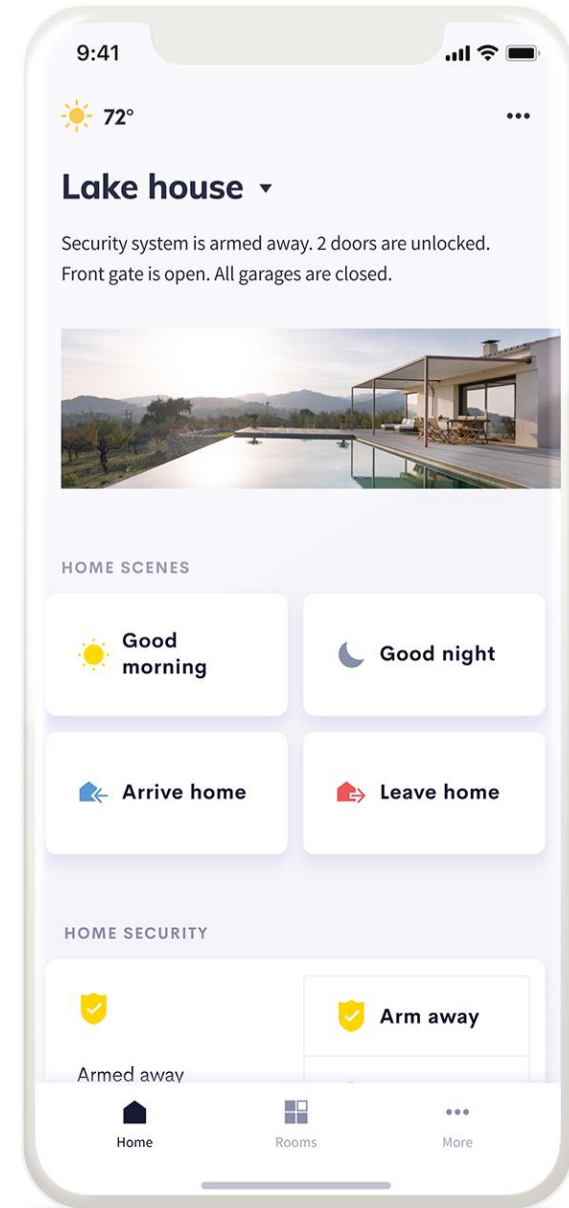 9:41
72°
Lake house
Security system is armed away. 2 doors are unlocked.
Front gate is open. All garages are closed.
HOME SCENES
Good
morning
Good night
Arrive home
Leave home
HOME SECURITY
Arm away
Armed away
Home
Rooms
More